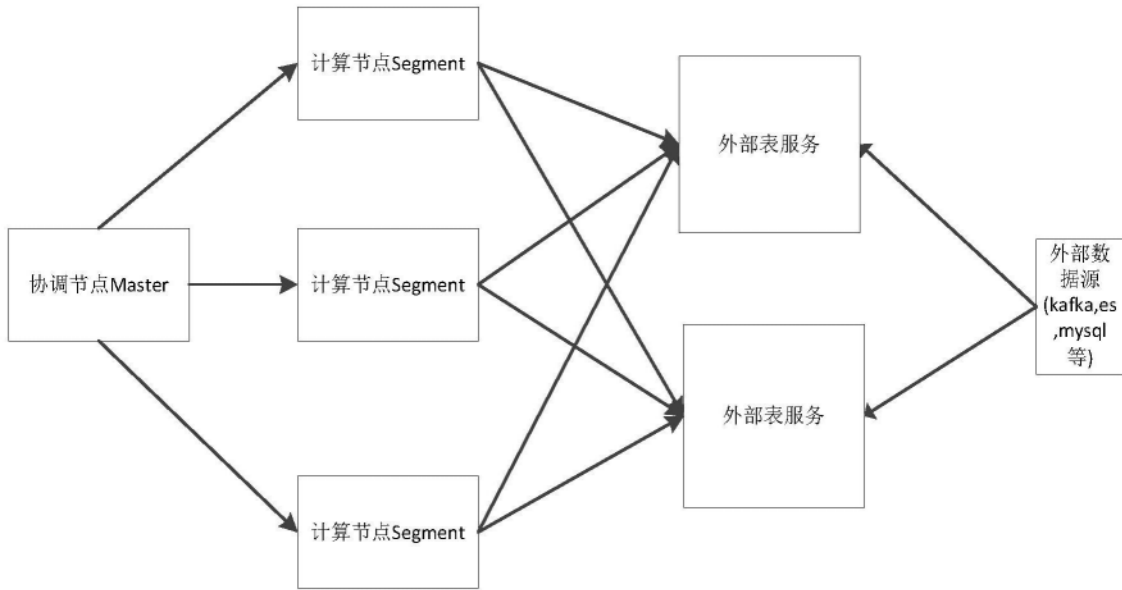 计算节点Segment
外部表服务
协调节点Master
计算节点Segment
外部数
据源
(kafka,es
,mysql
等)
外部表服务
计算节点Segment